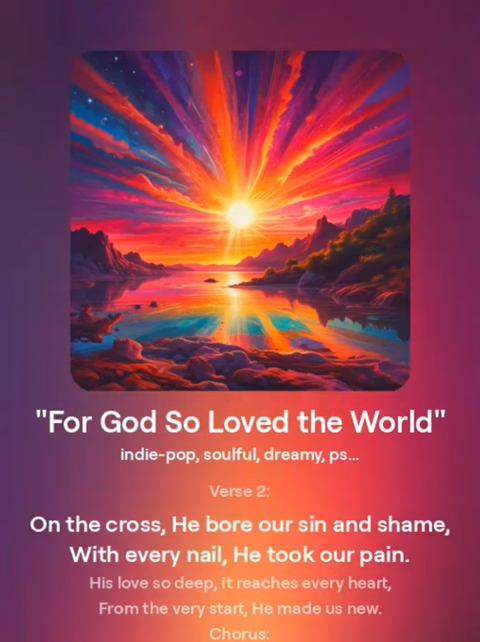 "For God So Loved the World"
indie-pop, soulful, dreamy, ps...
Verse 2:
On the cross, He bore our sin and shame,
With every nail, He took our pain.
His love so deep, it reaches every heart,
From the very start, He made us new.
Chorus: